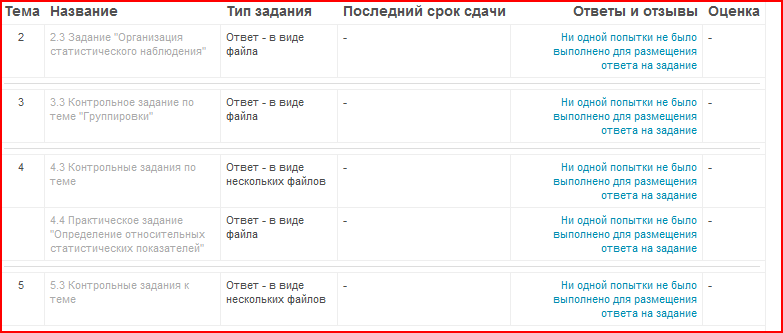 Тема Название Тип задания Последний срок сдачи Ответы и отзывы Оценка
2 2.3 Задание "Организация Ответ - в виде - Ни одной попытки не было -
статистического наблюдения" файла выполнено для размещения
ответа на задание
3 3.3 Контрольное задание по Ответ - в виде - Ни одной попытки не было -
теме "Группировки" файла выполнено для размещения
ответа на задание
4 4.3 Контрольные задания по Ответ - в виде - Ни одной попытки не было -
теме нескольких файлов выполнено для размещения
ответа на задание
4.4 Практическое задание Ответ - в виде - Ни одной попытки не было -
"Определение относительных файла выполнено для размещения
статистических показателей" ответа на задание
5 5.3 Контрольные задания к Ответ - в виде - Ни одной попытки не было -
теме нескольких файлов выполнено для размещения
ответа на задание